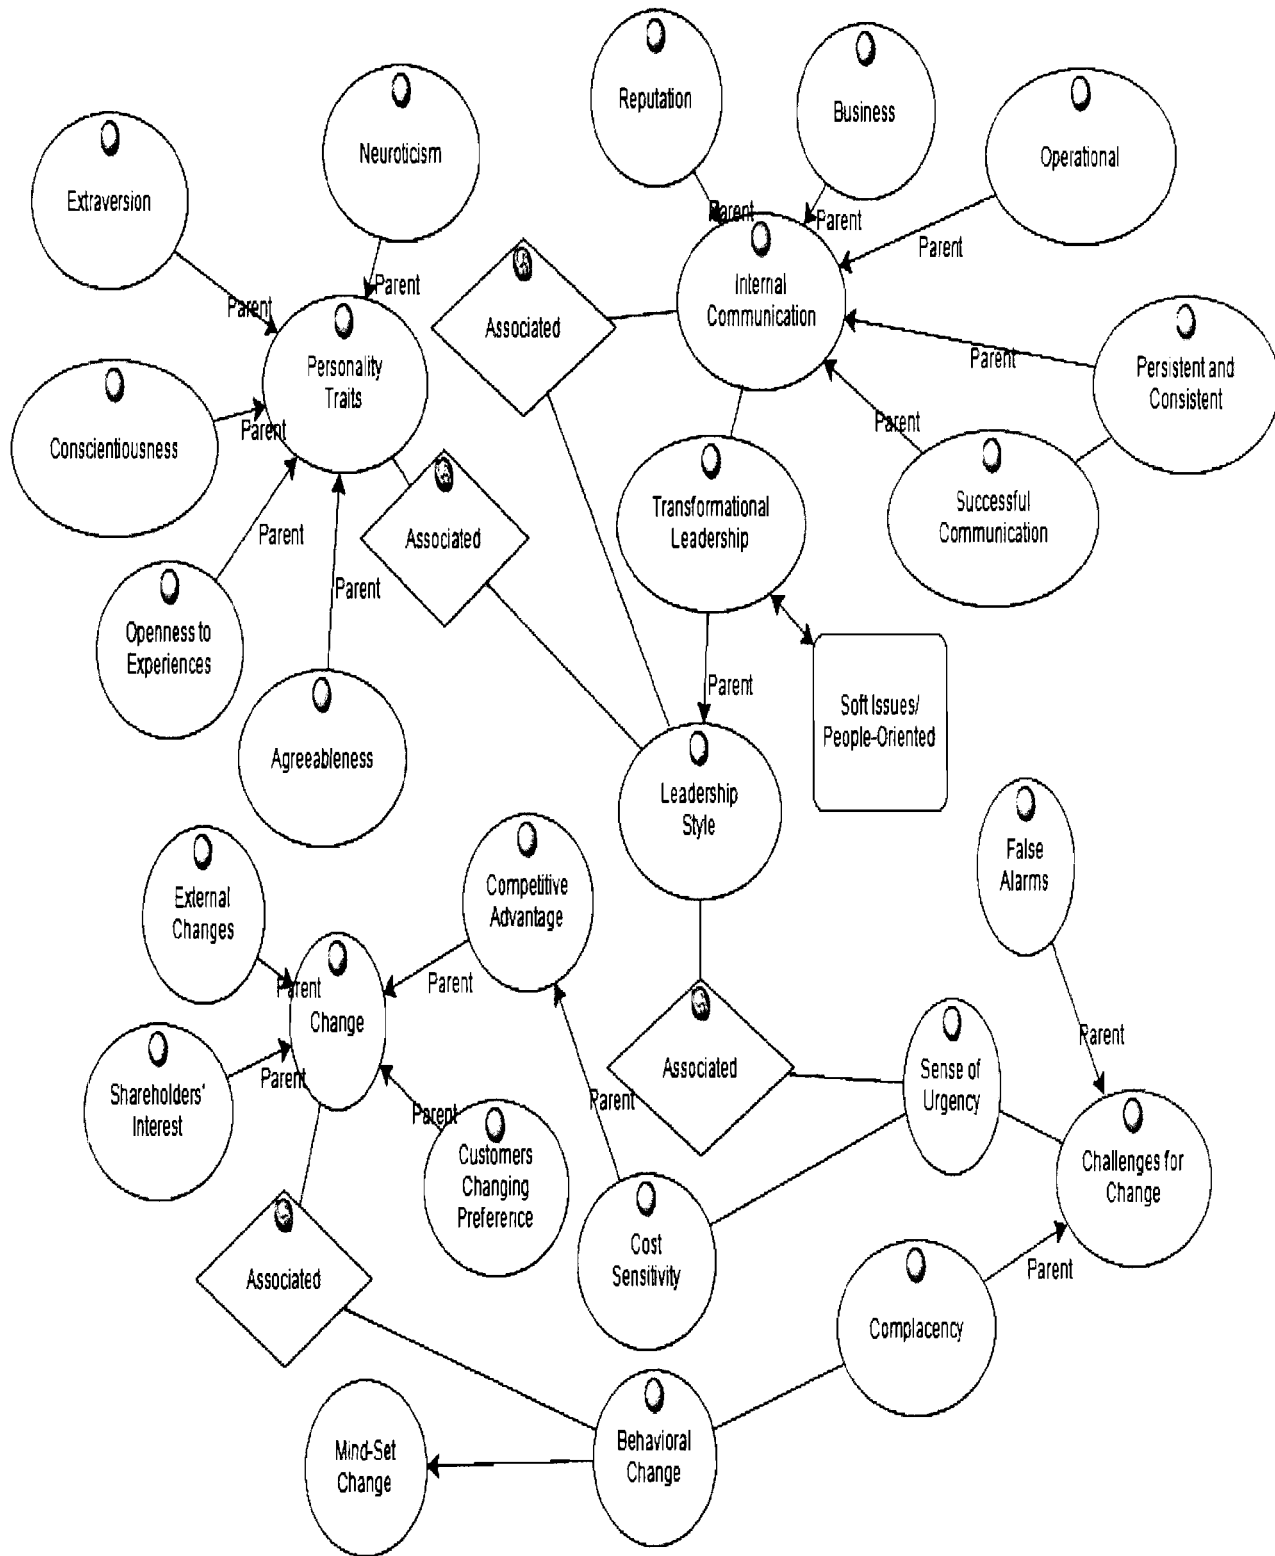 Reputation
Business
Operational
Neuroticism
Extraversion
Parent
Parent
Parent
Parent
Parent
Internal
Communication
Associated
Personality
Traits
Parent
Persistent and
Consistent
Conscientiousness
Parent
Parent
Successful
Communication
Transformational
Leadership
Associated
Parent
Parent
Openness to
Experiences
Parent
Soft Issues/
People-Oriented
Agreeableness
Leadership
Style
False
Alarms
External
Changes
Competitive
Advantage
Parent
Parent
Change
Parent
Associated
Sense of
Urgency
Shareholders'
Interest
Parent
Parent
Parent
Customers
Changing
Preference
Challenges for
Change
Cost
Sensitivity
Associated
Parent
Complacency
Mind-Set
Change
Behavioral
Change